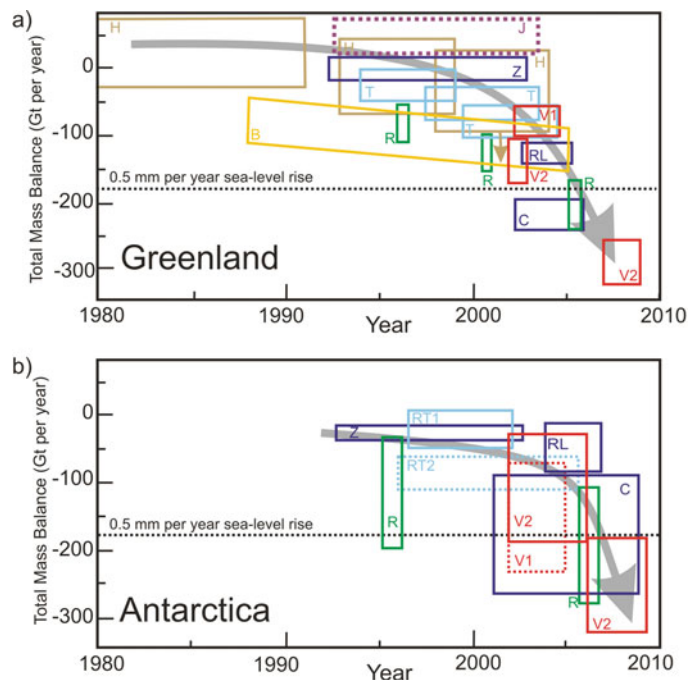 a)
Total Mass Balance (Gt per year)
0
-100
-200
-300
H
J
H
H
Z
T
T
T
V1
B
R
R
RL
V2
R
C
V2
0.5 mm per year sea-level rise
Greenland
1980
1990
2000
2010
Year
b)
Total Mass Balance (Gt per year)
0
-100
-200
-300
RT1
Z
RL
RT2
C
R
V2
V1
R
V2
0.5 mm per year sea-level rise
Antarctica
1980
1990
2000
2010
Year